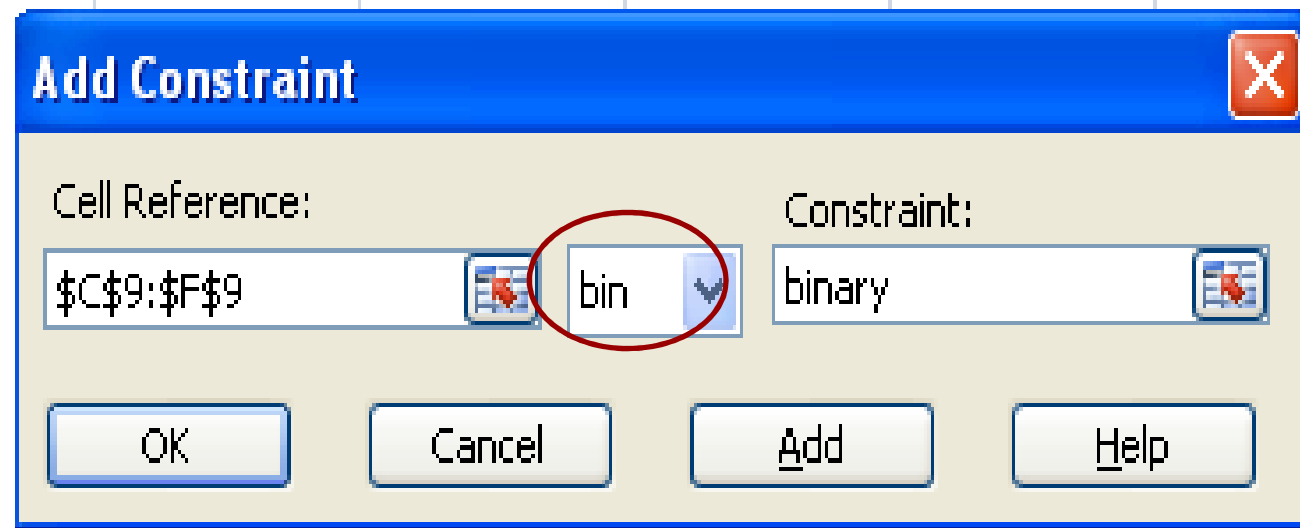 Add Constraint
Cell Reference:
Constraint:
$C$9:$F$9
bin
binary
OK
Cancel
Add
Help